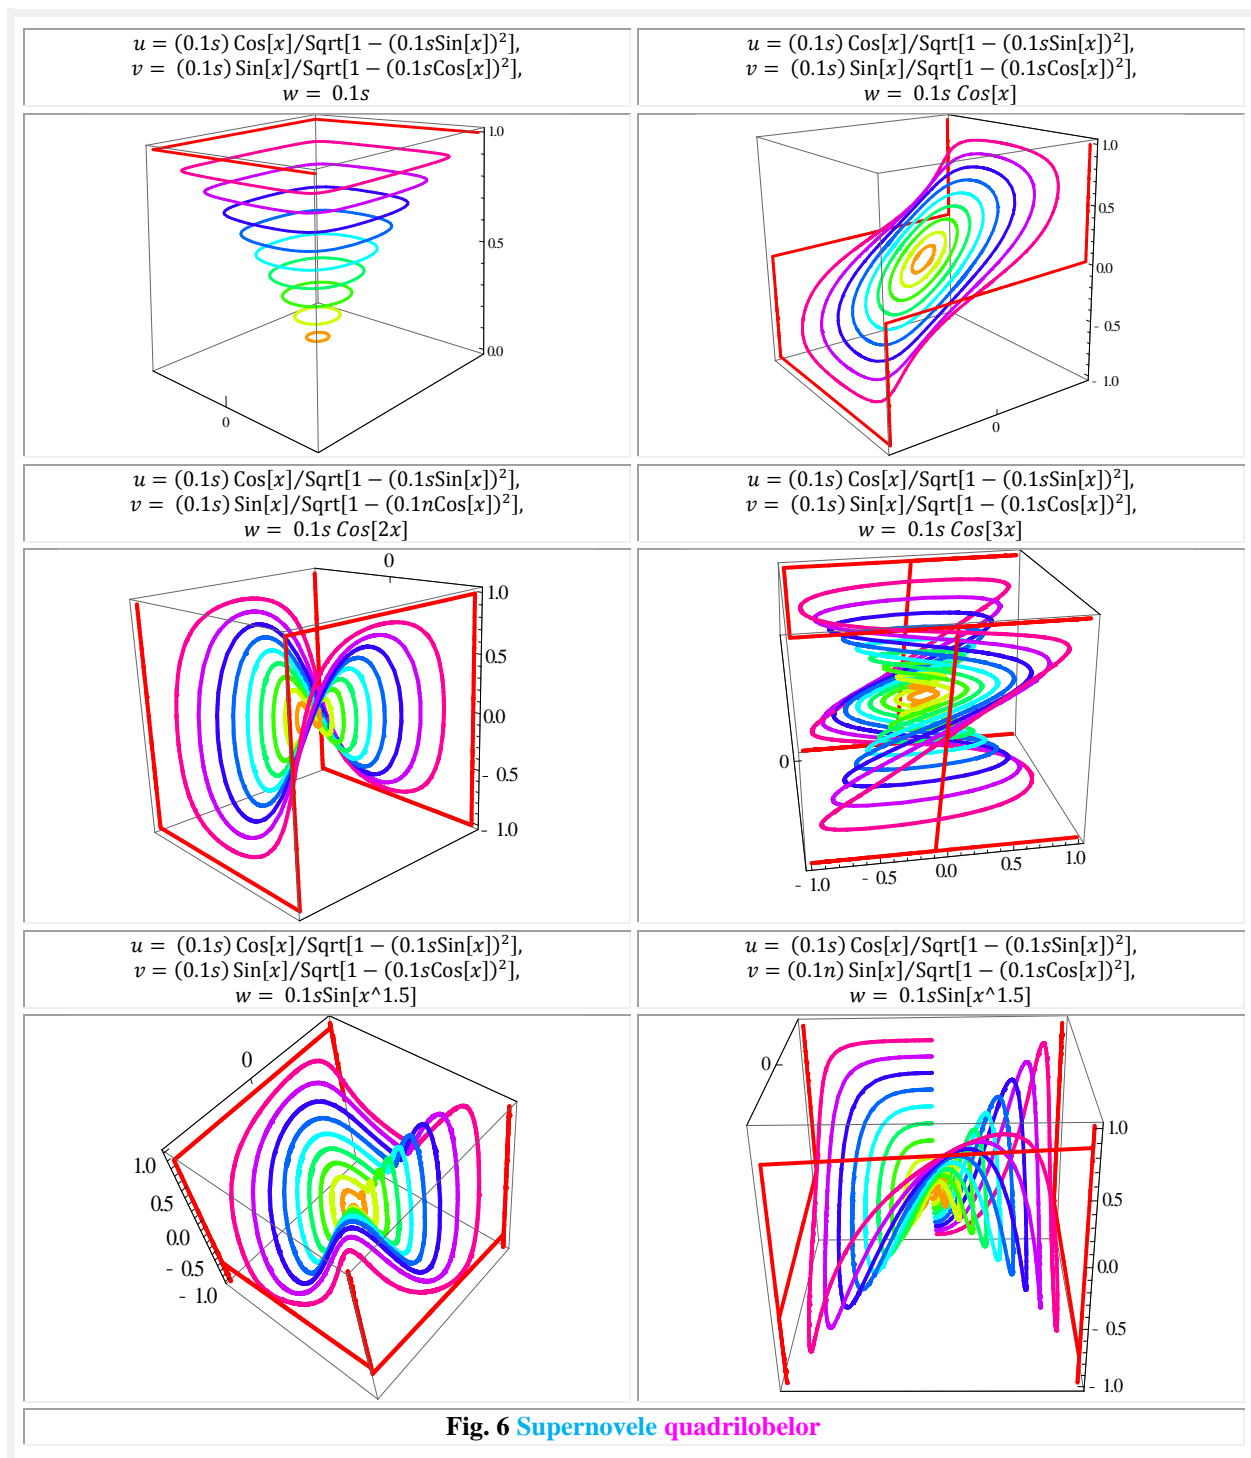 u = (0.1s) Cos[x]/Sqrt[1 − (0.1sSin[x])²],
v = (0.1s) Sin[x]/Sqrt[1 − (0.1sCos[x])²],
w = 0.1s
u = (0.1s) Cos[x]/Sqrt[1 − (0.1sSin[x])²],
v = (0.1s) Sin[x]/Sqrt[1 − (0.1sCos[x])²],
w = 0.1s Cos[x]
1.0
0.5
0.0
0
1.0
0.5
0.0
- 0.5
- 1.0
0
u = (0.1s) Cos[x]/Sqrt[1 − (0.1sSin[x])²],
v = (0.1s) Sin[x]/Sqrt[1 − (0.1nCos[x])²],
w = 0.1s Cos[2x]
u = (0.1s) Cos[x]/Sqrt[1 − (0.1sSin[x])²],
v = (0.1s) Sin[x]/Sqrt[1 − (0.1sCos[x])²],
w = 0.1s Cos[3x]
0
1.0
0.5
0.0
- 0.5
- 1.0
0
- 1.0
- 0.5
0.0
0.5
1.0
u = (0.1s) Cos[x]/Sqrt[1 − (0.1sSin[x])²],
v = (0.1s) Sin[x]/Sqrt[1 − (0.1sCos[x])²],
w = 0.1sSin[x^1.5]
u = (0.1s) Cos[x]/Sqrt[1 − (0.1sSin[x])²],
v = (0.1n) Sin[x]/Sqrt[1 − (0.1sCos[x])²],
w = 0.1sSin[x^1.5]
0
1.0
0.5
0.0
- 0.5
- 1.0
0
1.0
0.5
0.0
- 0.5
- 1.0
Fig. 6 Supernovele quadrilobelor